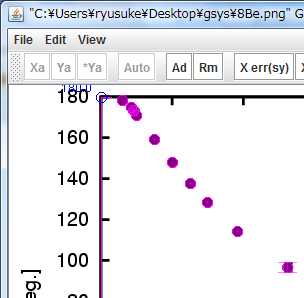 "C:¥Users¥ryusuke¥Desktop¥gsys¥8Be.png" G
File Edit View
Xa Ya *Ya Auto Ad Rm X err(sy)
180
160
140
120
100
eg.]